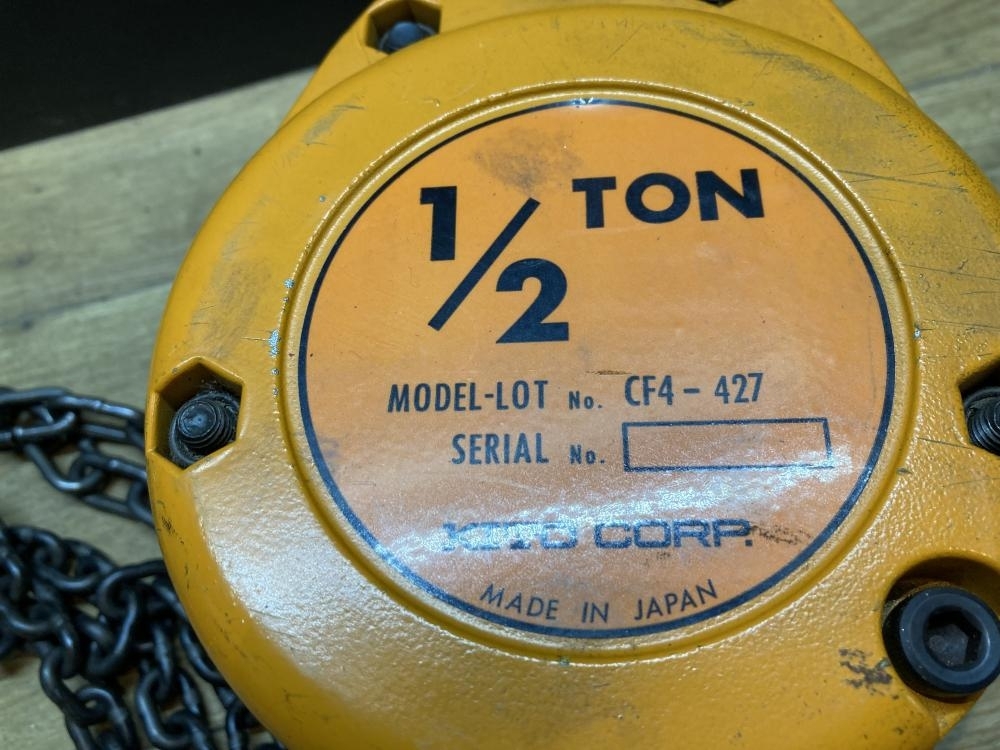 1/2 TON
MODEL-LOT No. CF4-427
SERIAL No.
KITO CORP.
MADE IN JAPAN